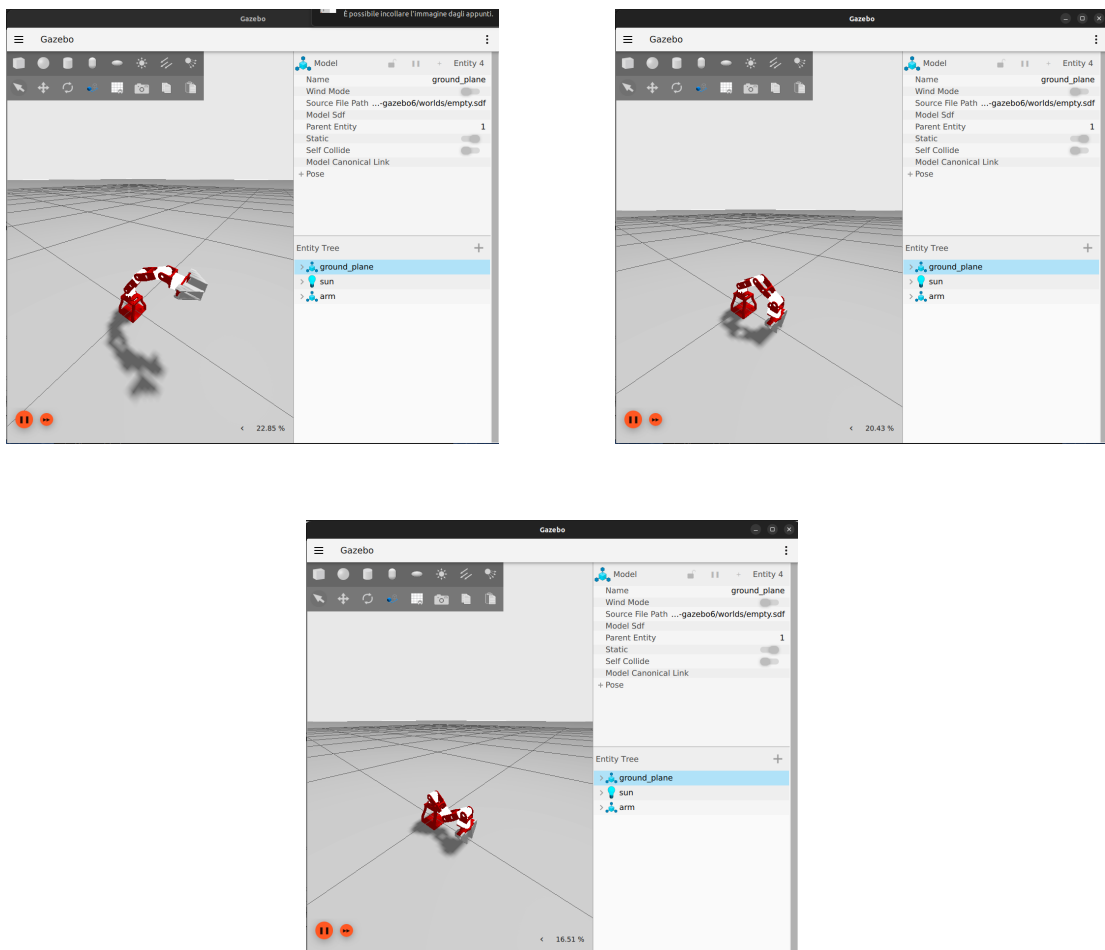 Gazebo
È possibile incollare l'immagine dagli appunti.
Gazebo
Model Entity 4
Name ground_plane
Wind Mode
Source File Path ...-gazebo6/worlds/empty.sdf
Model Sdf
Parent Entity 1
Static
Self Collide
Model Canonical Link
+ Pose
Entity Tree +
> ground_plane
> sun
> arm
< 22.85 %
Gazebo
Gazebo
Model Entity 4
Name ground_plane
Wind Mode
Source File Path ...-gazebo6/worlds/empty.sdf
Model Sdf
Parent Entity 1
Static
Self Collide
Model Canonical Link
+ Pose
Entity Tree +
> ground_plane
> sun
> arm
< 20.43 %
Gazebo
Gazebo
Model Entity 4
Name ground_plane
Wind Mode
Source File Path ...-gazebo6/worlds/empty.sdf
Model Sdf
Parent Entity 1
Static
Self Collide
Model Canonical Link
+ Pose
Entity Tree +
> ground_plane
> sun
> arm
< 16.51 %